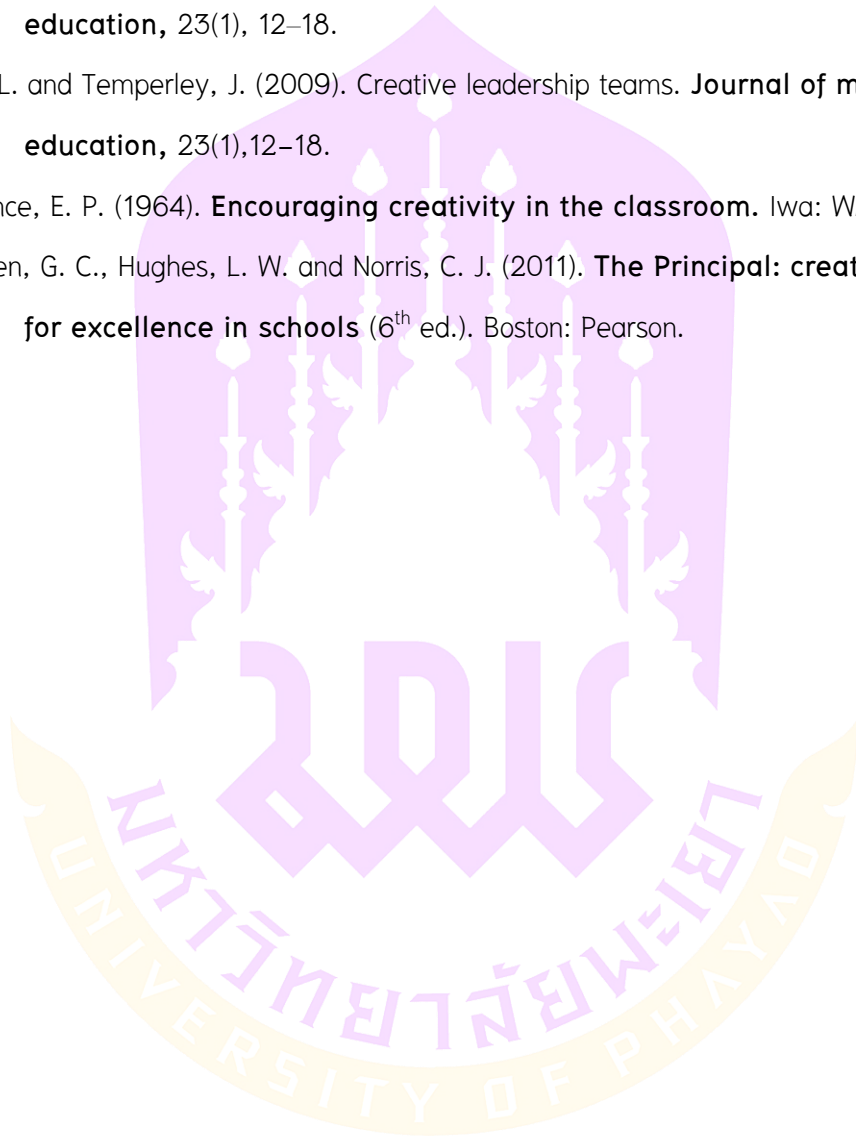 education, 23(1), 12–18.
L. and Temperley, J. (2009). Creative leadership teams. Journal of m
education, 23(1),12–18.
nce, E. P. (1964). Encouraging creativity in the classroom. Iwa: W.
en, G. C., Hughes, L. W. and Norris, C. J. (2011). The Principal: creat
for excellence in schools (6th ed.). Boston: Pearson.
มหาวิทยาลัยพะเยา
UNIVERSITY OF PHAYAO